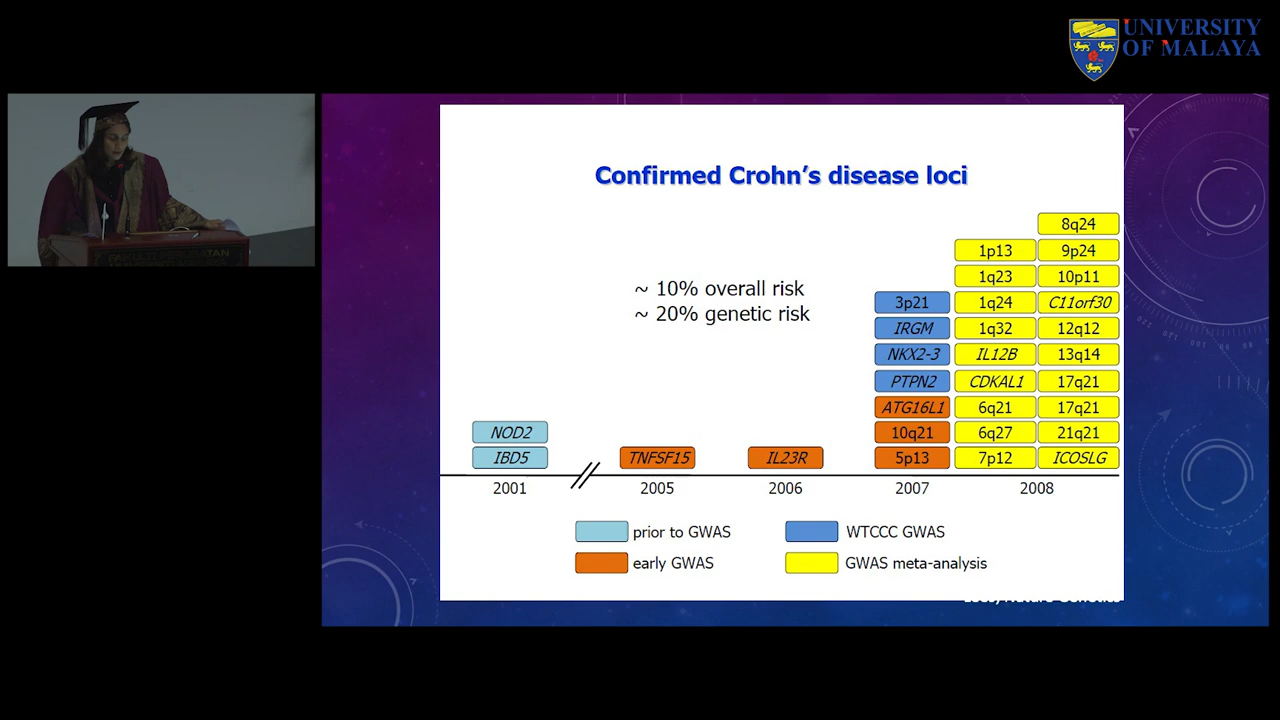 UNIVERSITY
OF MALAYA
Confirmed Crohn's disease loci
~ 10% overall risk
~ 20% genetic risk
8q24
1p13 9p24
1q23 10p11
3p21 1q24 C11orf30
IRGM 1q32 12q12
NKX2-3 IL12B 13q14
PTPN2 CDKAL1 17q21
ATG16L1 6q21 17q21
NOD2 10q21 6q27 21q21
IBD5 TNFSF15 IL23R 5p13 7p12 ICOSLG
2001 2005 2006 2007 2008
prior to GWAS WTCCC GWAS
early GWAS GWAS meta-analysis